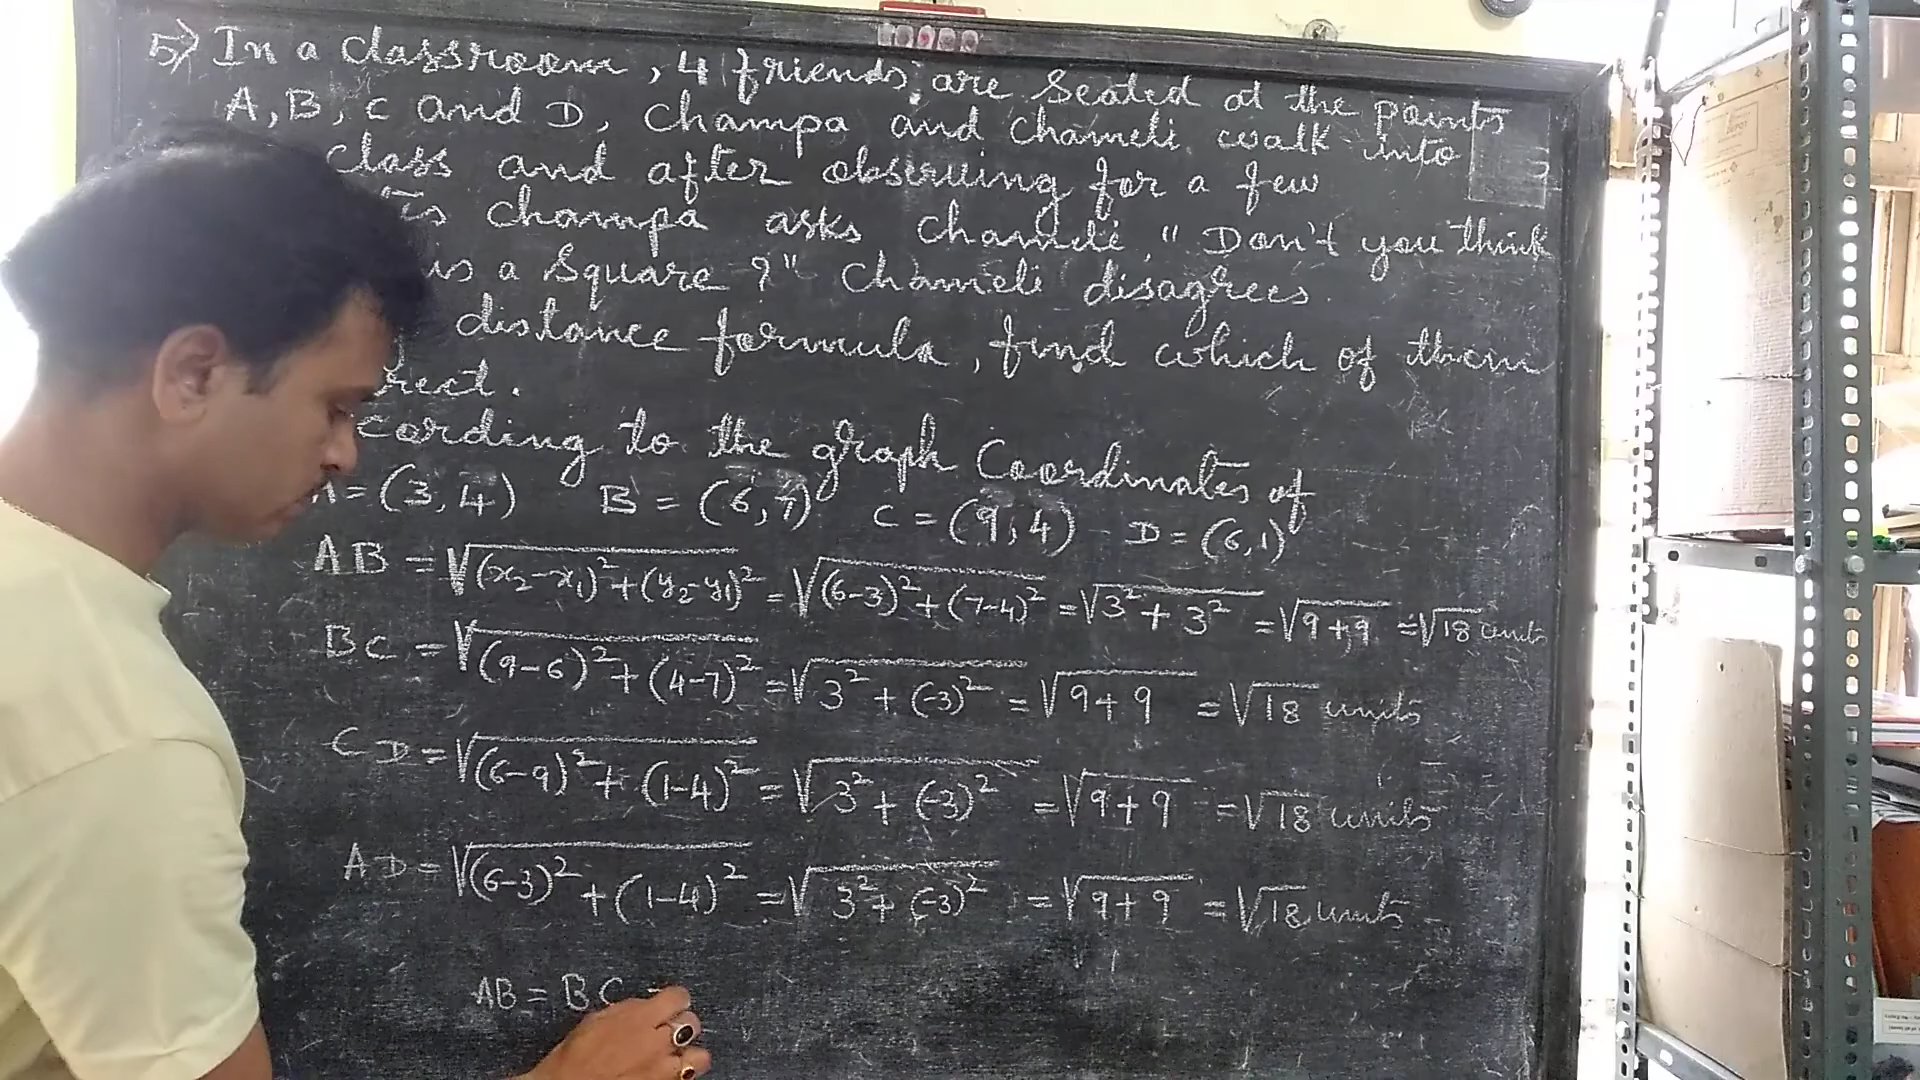 5) In a classroom, 4 friends are seated at the points
A, B, C and D, Champa and Chameli walk into
class and after observing for a few
Champa asks Chameli, "Don't you think
is a square ?" Chameli disagrees.
distance formula, find which of them
rect.
cording to the graph Coordinates of
A = (3, 4) B = (6, 7) C = (9, 4) D = (6, 1)
AB = √(x₂-x₁)² + (y₂-y₁)² = √(6-3)² + (7-4)² = √3² + 3² = √9+9 = √18 units
BC = √(9-6)² + (4-7)² = √3² + (-3)² = √9+9 = √18 units
CD = √(6-9)² + (1-4)² = √3² + (-3)² = √9+9 = √18 units
AD = √(6-3)² + (1-4)² = √3² + (-3)² = √9+9 = √18 units
AB = BC =